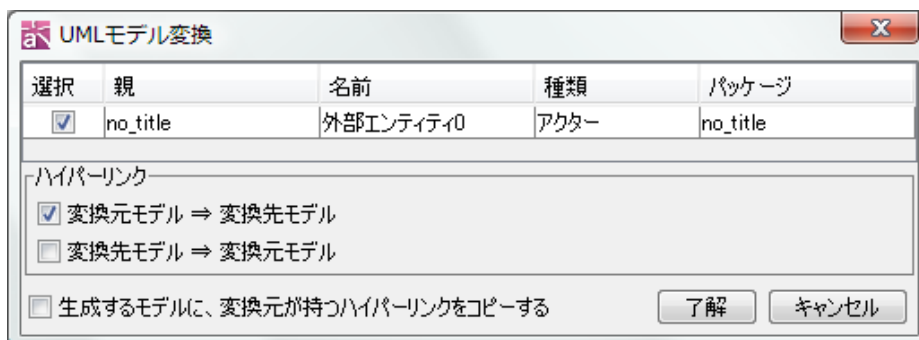 UMLモデル変換
選択 親 名前 種類 パッケージ
no_title 外部エンティティ0 アクター no_title
ハイパーリンク
変換元モデル ⇒ 変換先モデル
変換先モデル ⇒ 変換元モデル
生成するモデルに、変換元が持つハイパーリンクをコピーする 了解 キャンセル